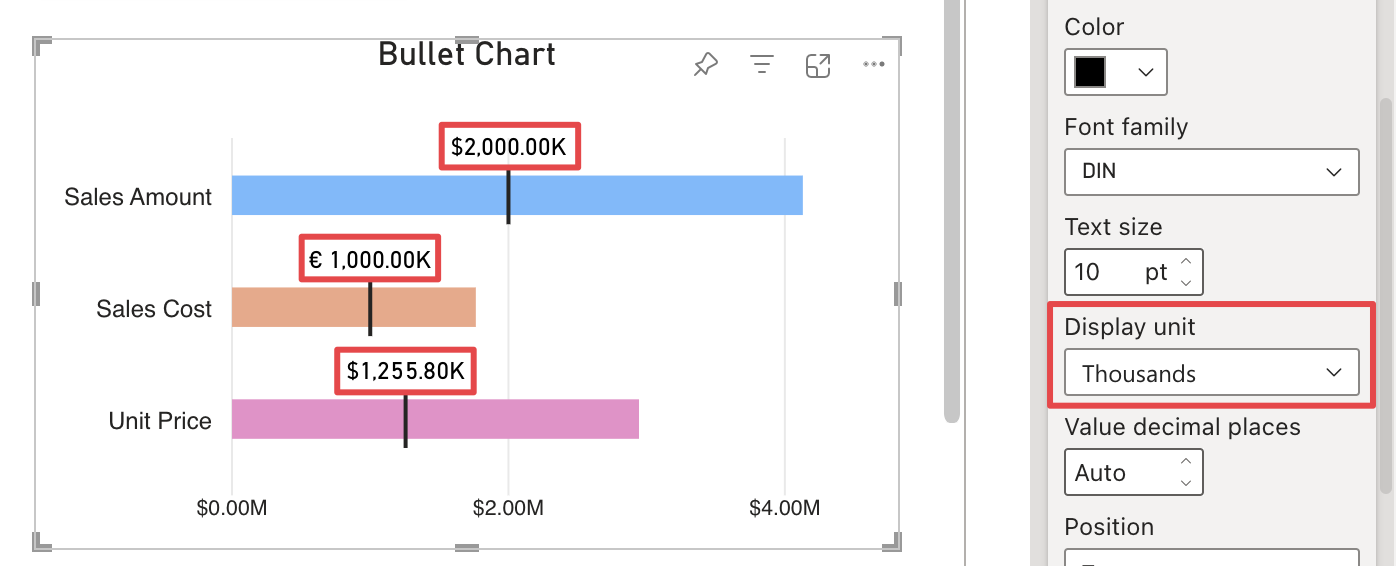 Bullet Chart
$2,000.00K
Sales Amount
€ 1,000.00K
Sales Cost
$1,255.80K
Unit Price
$0.00M
$2.00M
$4.00M
Color
Font family
DIN
Text size
10 pt
Display unit
Thousands
Value decimal places
Auto
Position